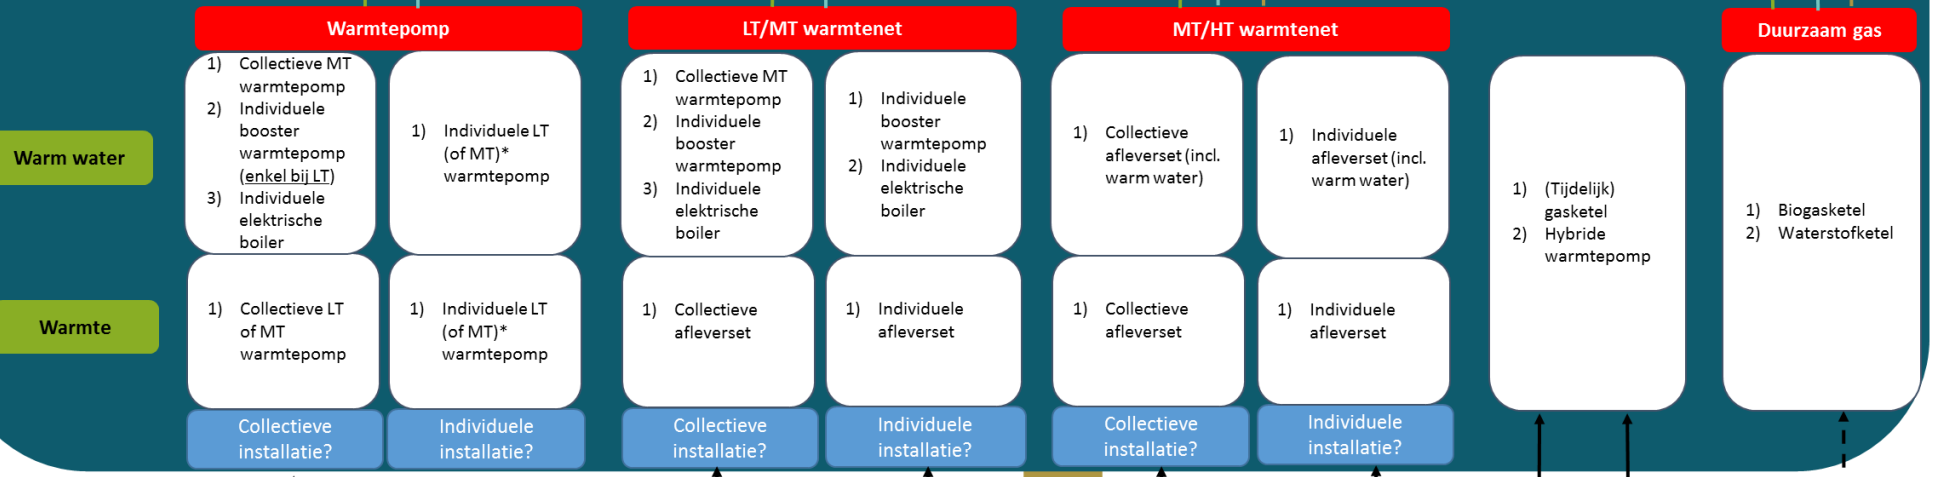 Warmtepomp
LT/MT warmtenet
MT/HT warmtenet
Duurzaam gas
Warm water
1) Collectieve MT
warmtepomp
2) Individuele
booster
warmtepomp
(enkel bij LT)
3) Individuele
elektrische
boiler
1) Individuele LT
(of MT)*
warmtepomp
1) Collectieve MT
warmtepomp
2) Individuele
booster
warmtepomp
3) Individuele
elektrische
boiler
1) Individuele
booster
warmtepomp
2) Individuele
elektrische
boiler
1) Collectieve
afleverset (incl.
warm water)
1) Individuele
afleverset (incl.
warm water)
1) (Tijdelijk)
gasketel
2) Hybride
warmtepomp
1) Biogasketel
2) Waterstofketel
Warmte
1) Collectieve LT
of MT
warmtepomp
1) Individuele LT
(of MT)*
warmtepomp
1) Collectieve
afleverset
1) Individuele
afleverset
1) Collectieve
afleverset
1) Individuele
afleverset
Collectieve
installatie?
Individuele
installatie?
Collectieve
installatie?
Individuele
installatie?
Collectieve
installatie?
Individuele
installatie?